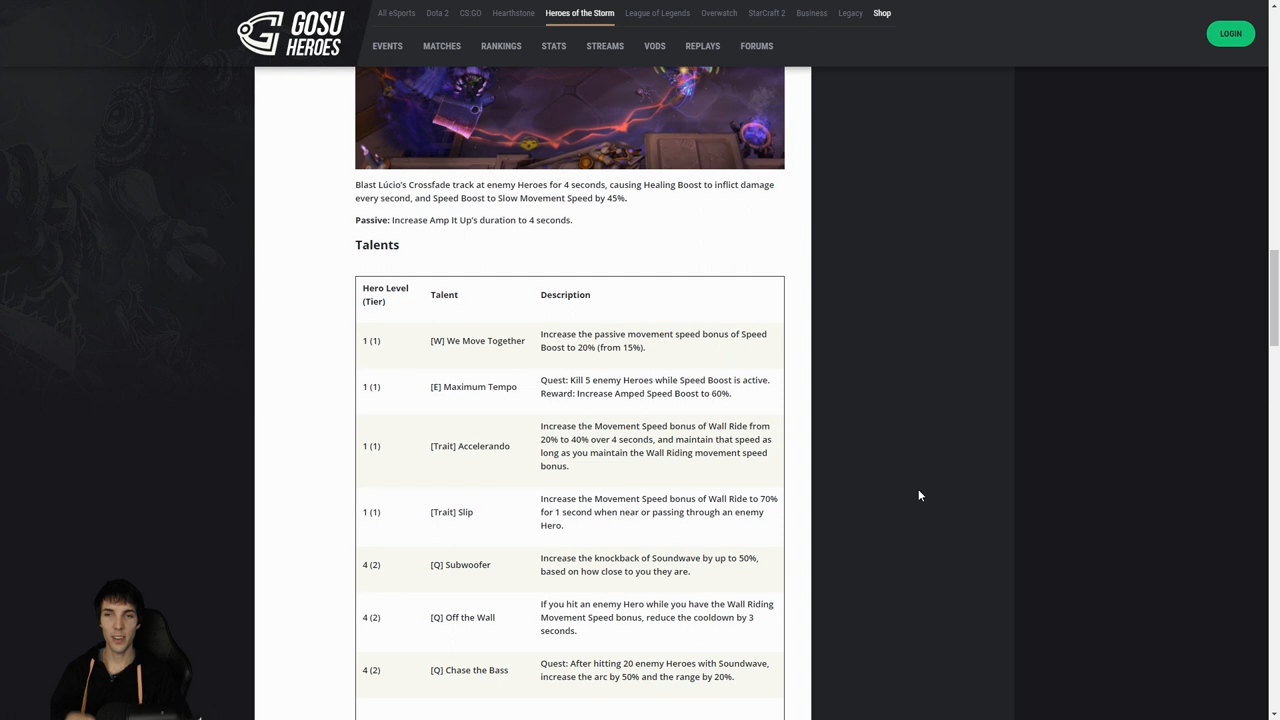 GOSU
HEROES
All eSports Dota 2 CS:GO Hearthstone Heroes of the Storm League of Legends Overwatch StarCraft 2 Business Legacy Shop
EVENTS MATCHES RANKINGS STATS STREAMS VODS REPLAYS FORUMS
LOGIN
Blast Lúcio's Crossfade track at enemy Heroes for 4 seconds, causing Healing Boost to inflict damage
every second, and Speed Boost to Slow Movement Speed by 45%.
Passive: Increase Amp It Up's duration to 4 seconds.
Talents
Hero Level
(Tier)
Talent
Description
1 (1)
[W] We Move Together
Increase the passive movement speed bonus of Speed
Boost to 20% (from 15%).
1 (1)
[E] Maximum Tempo
Quest: Kill 5 enemy Heroes while Speed Boost is active.
Reward: Increase Amped Speed Boost to 60%.
1 (1)
[Trait] Accelerando
Increase the Movement Speed bonus of Wall Ride from
20% to 40% over 4 seconds, and maintain that speed as
long as you maintain the Wall Riding movement speed
bonus.
1 (1)
[Trait] Slip
Increase the Movement Speed bonus of Wall Ride to 70%
for 1 second when near or passing through an enemy
Hero.
4 (2)
[Q] Subwoofer
Increase the knockback of Soundwave by up to 50%,
based on how close to you they are.
4 (2)
[Q] Off the Wall
If you hit an enemy Hero while you have the Wall Riding
Movement Speed bonus, reduce the cooldown by 3
seconds.
4 (2)
[Q] Chase the Bass
Quest: After hitting 20 enemy Heroes with Soundwave,
increase the arc by 50% and the range by 20%.